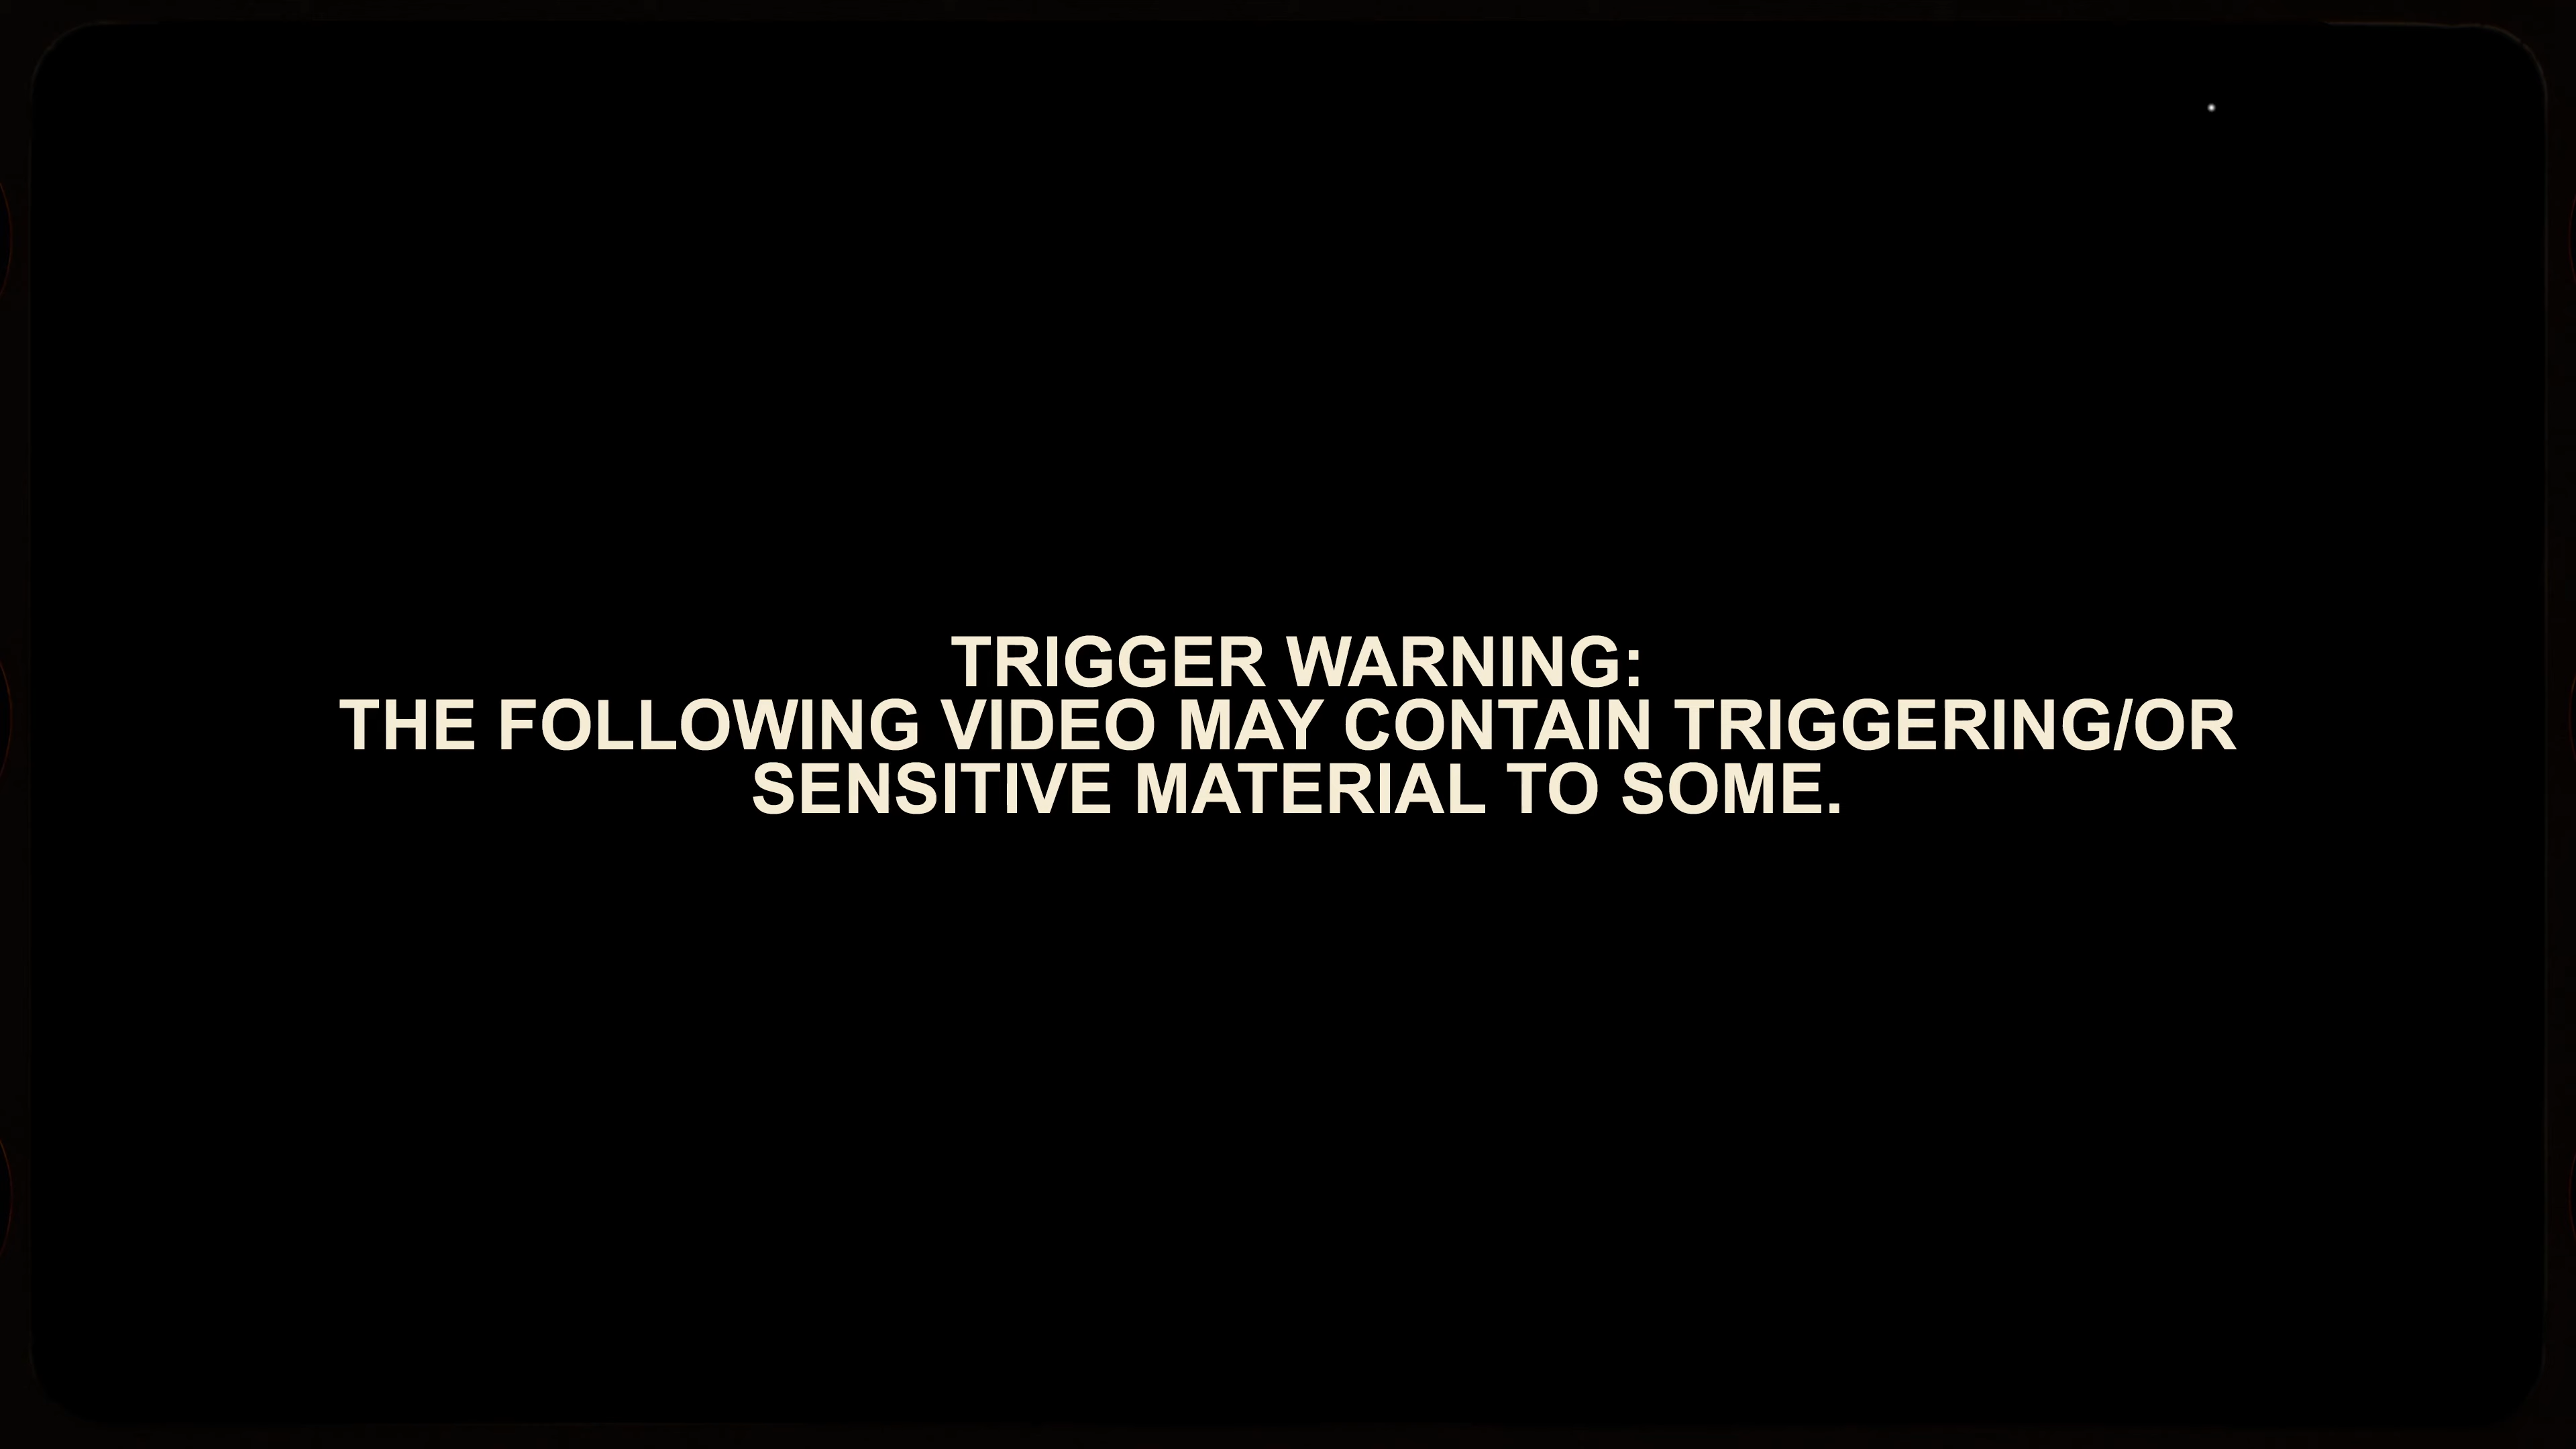 TRIGGER WARNING:
THE FOLLOWING VIDEO MAY CONTAIN TRIGGERING/OR
SENSITIVE MATERIAL TO SOME.